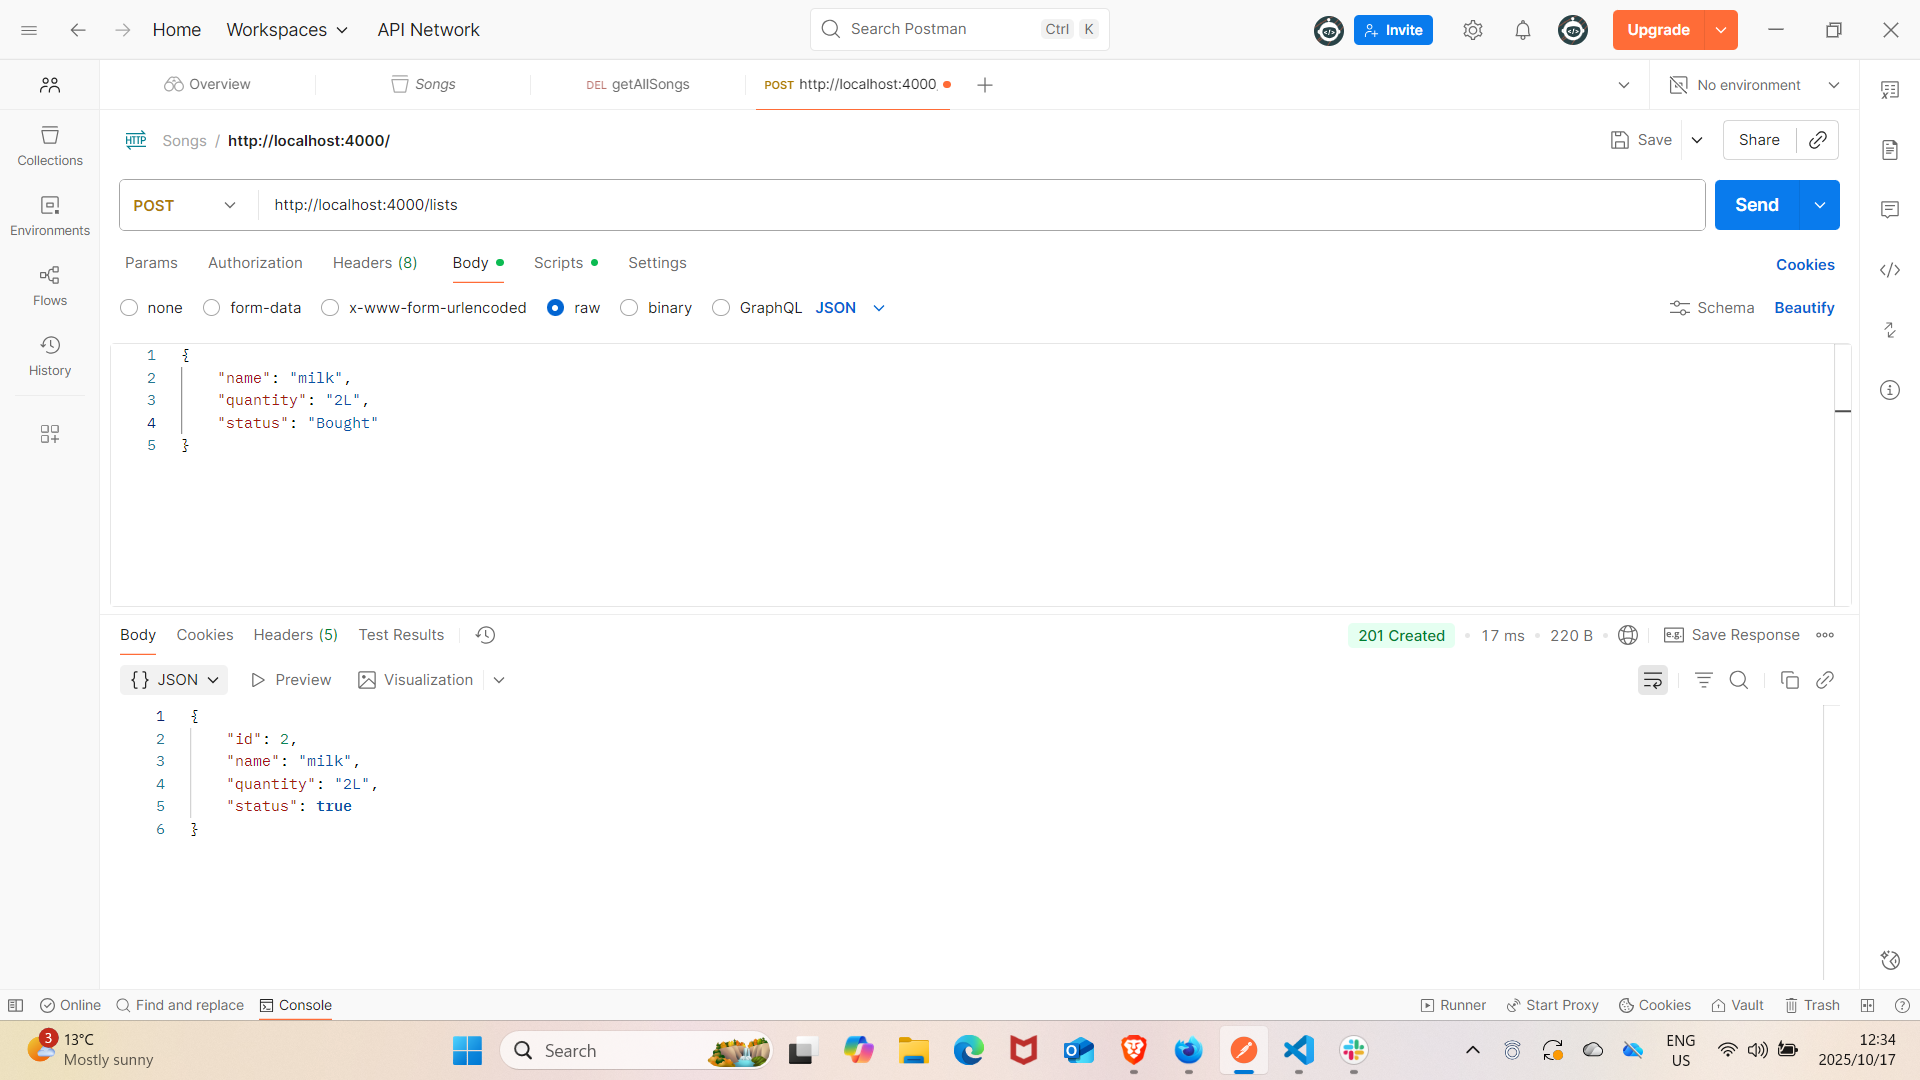 Home Workspaces API Network Search Postman Ctrl K Invite Upgrade
Overview Songs DEL getAllSongs POST http://localhost:4000 No environment
HTTP Songs / http://localhost:4000/ Save Share
Collections
Environments
Flows
History
POST http://localhost:4000/lists Send
Params Authorization Headers (8) Body Scripts Settings Cookies
none form-data x-www-form-urlencoded raw binary GraphQL JSON Schema Beautify
1 {
2 "name": "milk",
3 "quantity": "2L",
4 "status": "Bought"
5 }
Body Cookies Headers (5) Test Results 201 Created • 17 ms • 220 B • e.g. Save Response
{} JSON Preview Visualization
1 {
2 "id": 2,
3 "name": "milk",
4 "quantity": "2L",
5 "status": true
6 }
Online Find and replace Console Runner Start Proxy Cookies Vault Trash
3 13°C
Mostly sunny
Search
ENG
US
12:34
2025/10/17